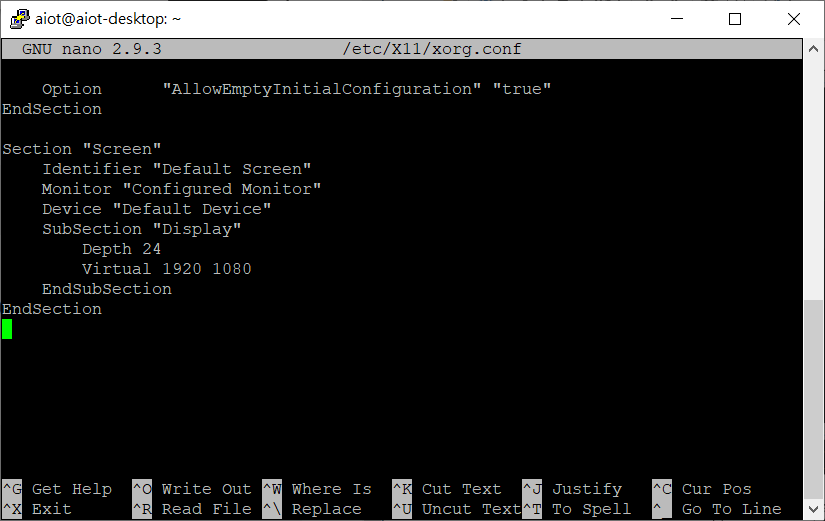 aiot@aiot-desktop: ~
GNU nano 2.9.3 /etc/X11/xorg.conf
Option "AllowEmptyInitialConfiguration" "true"
EndSection
Section "Screen"
Identifier "Default Screen"
Monitor "Configured Monitor"
Device "Default Device"
SubSection "Display"
Depth 24
Virtual 1920 1080
EndSubSection
EndSection
^G Get Help ^O Write Out ^W Where Is ^K Cut Text ^J Justify ^C Cur Pos
^X Exit ^R Read File ^\ Replace ^U Uncut Text^T To Spell ^_ Go To Line